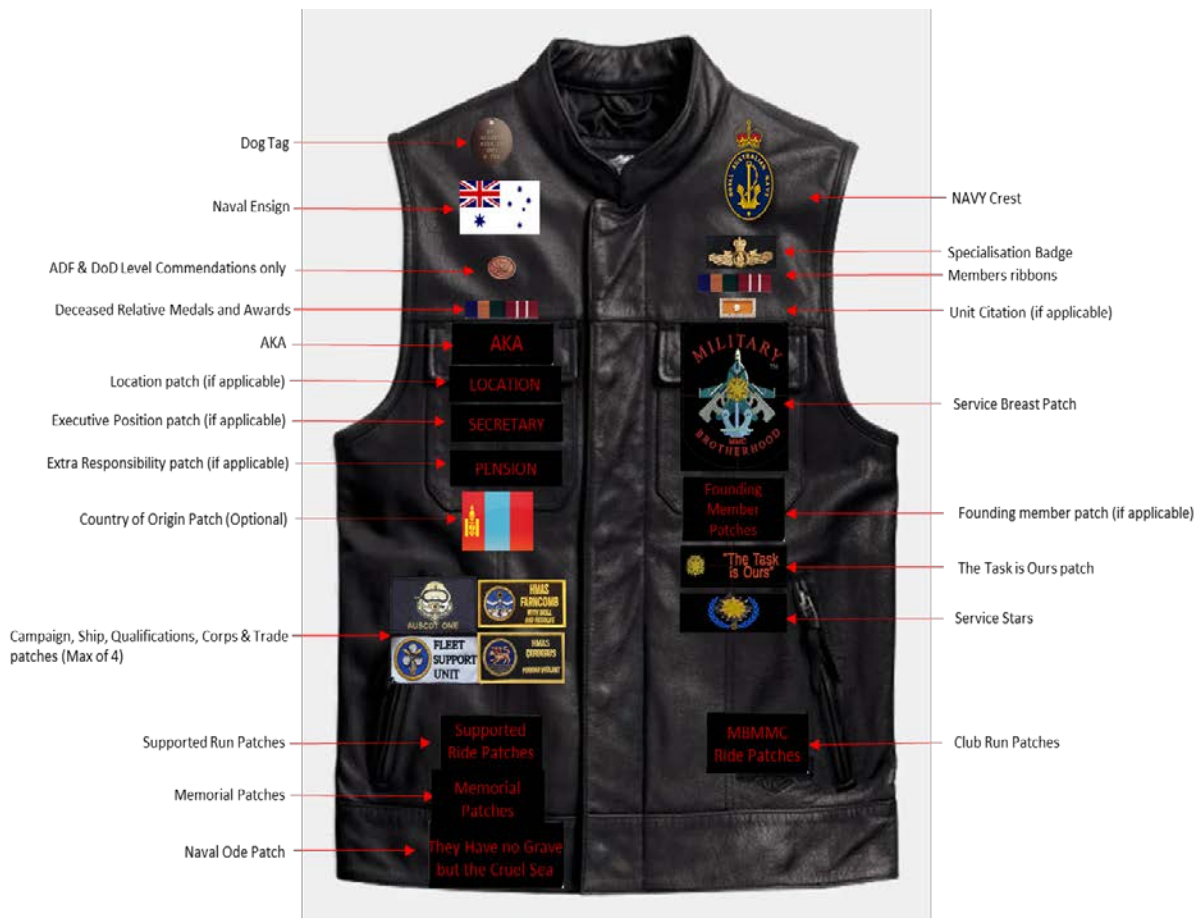 Dog Tag
Naval Ensign
ADF & DoD Level Commendations only
Deceased Relative Medals and Awards
AKA
Location patch (if applicable)
Executive Position patch (if applicable)
Extra Responsibility patch (if applicable)
Country of Origin Patch (Optional)
Campaign, Ship, Qualifications, Corps & Trade
patches (Max of 4)
Supported Run Patches
Memorial Patches
Naval Ode Patch
AKA
LOCATION
SECRETARY
PENSION
AUSCDT ONE
HMAS
FARNCOMB
FLEET
SUPPORT
UNIT
HMAS
Supported
Ride Patches
Memorial
Patches
They Have no Grave
but the Cruel Sea
ROYAL AUSTRALIAN
NAVY
MILITARY
MMC
BROTHERHOOD
Founding
Member
Patches
"The Task
is Ours"
MBMMC
Ride Patches
NAVY Crest
Specialisation Badge
Members ribbons
Unit Citation (if applicable)
Service Breast Patch
Founding member patch (if applicable)
The Task is Ours patch
Service Stars
Club Run Patches